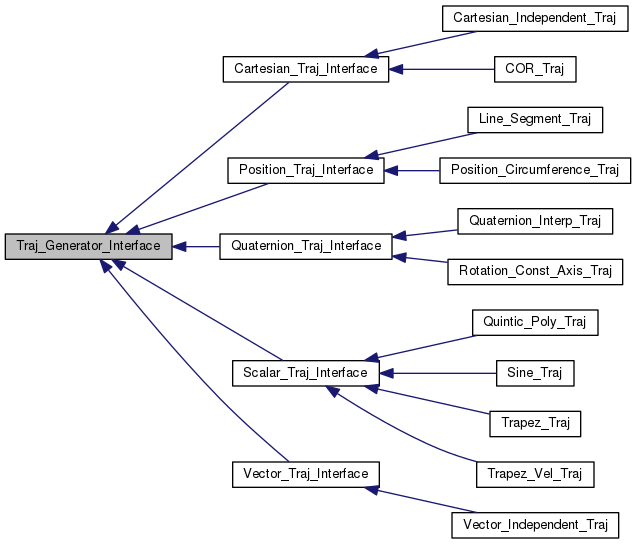 Cartesian_Independent_Traj
Cartesian_Traj_Interface
COR_Traj
Line_Segment_Traj
Position_Traj_Interface
Position_Circumference_Traj
Quaternion_Interp_Traj
Traj_Generator_Interface
Quaternion_Traj_Interface
Rotation_Const_Axis_Traj
Quintic_Poly_Traj
Scalar_Traj_Interface
Sine_Traj
Trapez_Traj
Vector_Traj_Interface
Trapez_Vel_Traj
Vector_Independent_Traj